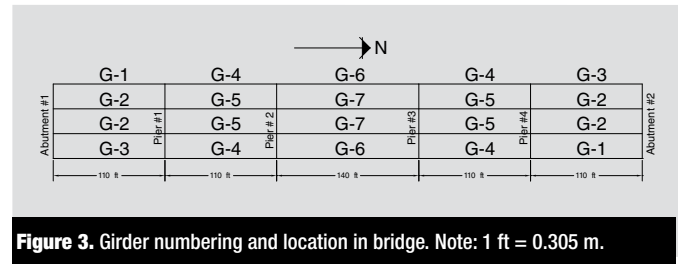 N
G-1 G-4 G-6 G-4 G-3
G-2 G-5 G-7 G-5 G-2
G-2 G-5 G-7 G-5 G-2
G-3 G-4 G-6 G-4 G-1
Abutment #1
Pier #1
Pier # 2
Pier #3
Pier #4
Abutment #2
110 ft 110 ft 140 ft 110 ft 110 ft
Figure 3. Girder numbering and location in bridge. Note: 1 ft = 0.305 m.